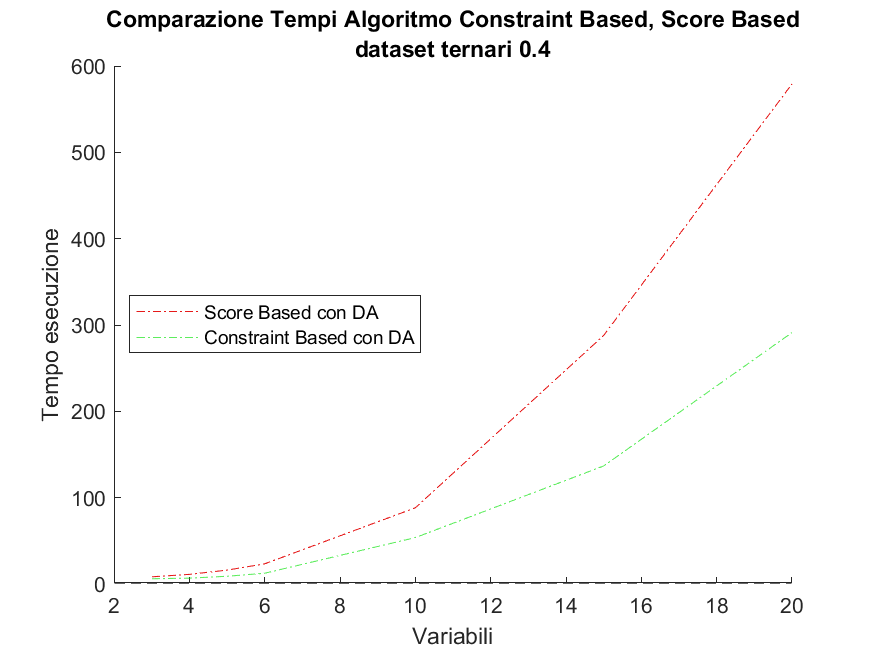 Comparazione Tempi Algoritmo Constraint Based, Score Based
dataset ternari 0.4
600
500
400
300
200
100
0
Tempo esecuzione
Score Based con DA
Constraint Based con DA
2 4 6 8 10 12 14 16 18 20
Variabili